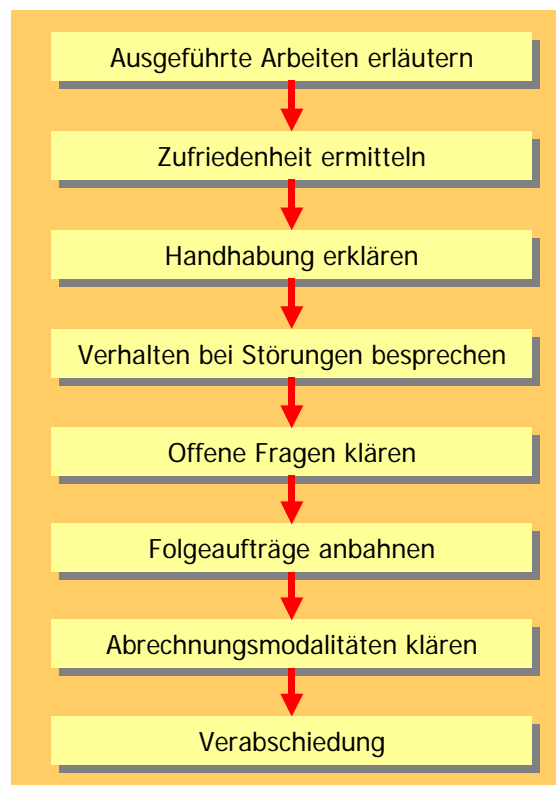 Ausgeführte Arbeiten erläutern
Zufriedenheit ermitteln
Handhabung erklären
Verhalten bei Störungen besprechen
Offene Fragen klären
Folgeaufträge anbahnen
Abrechnungsmodalitäten klären
Verabschiedung